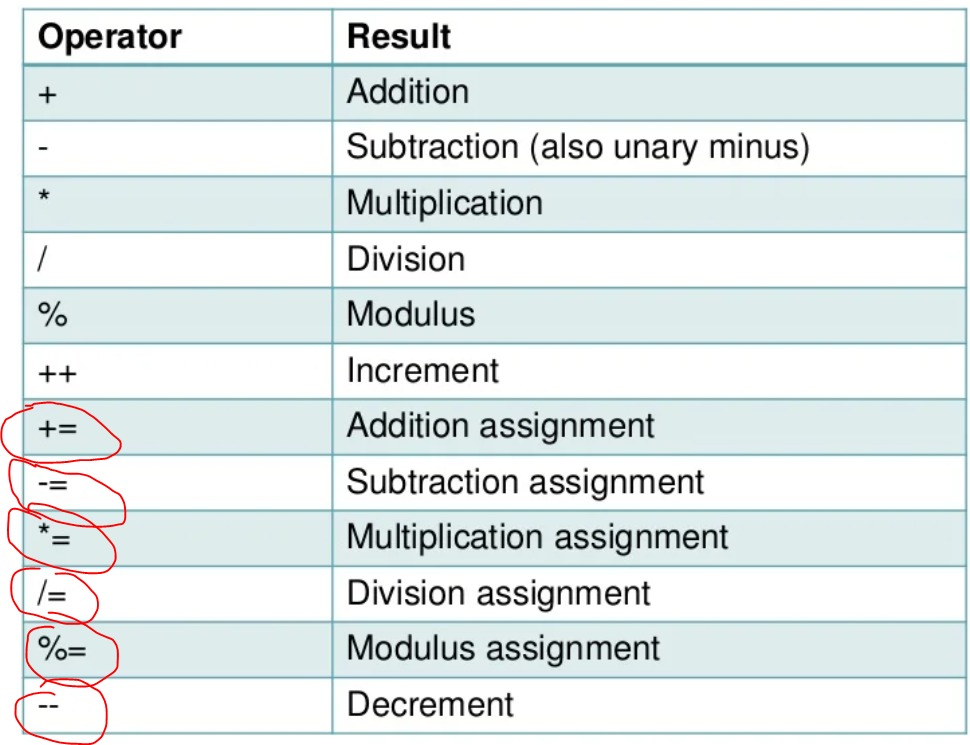 Operator Result
+ Addition
- Subtraction (also unary minus)
* Multiplication
/ Division
% Modulus
++ Increment
+= Addition assignment
-= Subtraction assignment
*= Multiplication assignment
/= Division assignment
%= Modulus assignment
-- Decrement